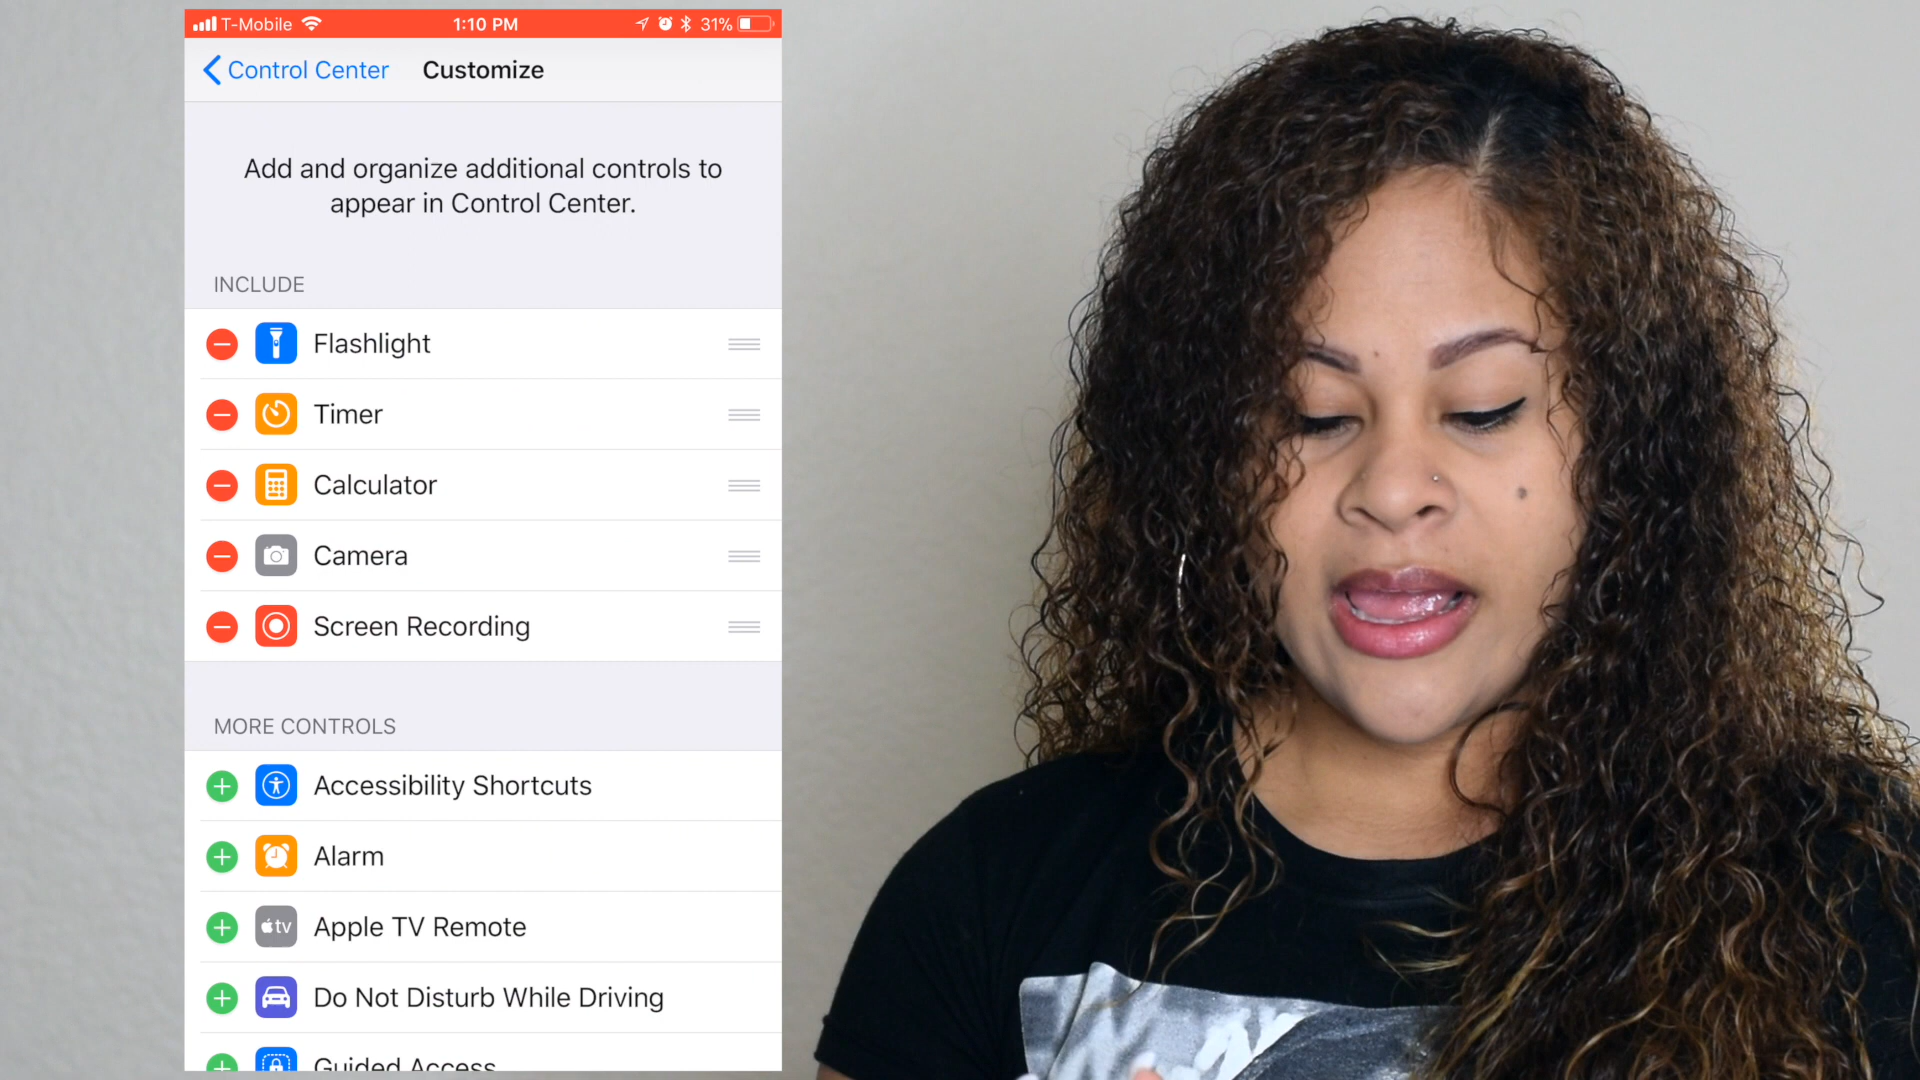 T-Mobile 1:10 PM 31%
Control Center Customize
Add and organize additional controls to
appear in Control Center.
INCLUDE
Flashlight
Timer
Calculator
Camera
Screen Recording
MORE CONTROLS
Accessibility Shortcuts
Alarm
tv Apple TV Remote
Do Not Disturb While Driving
Guided Access